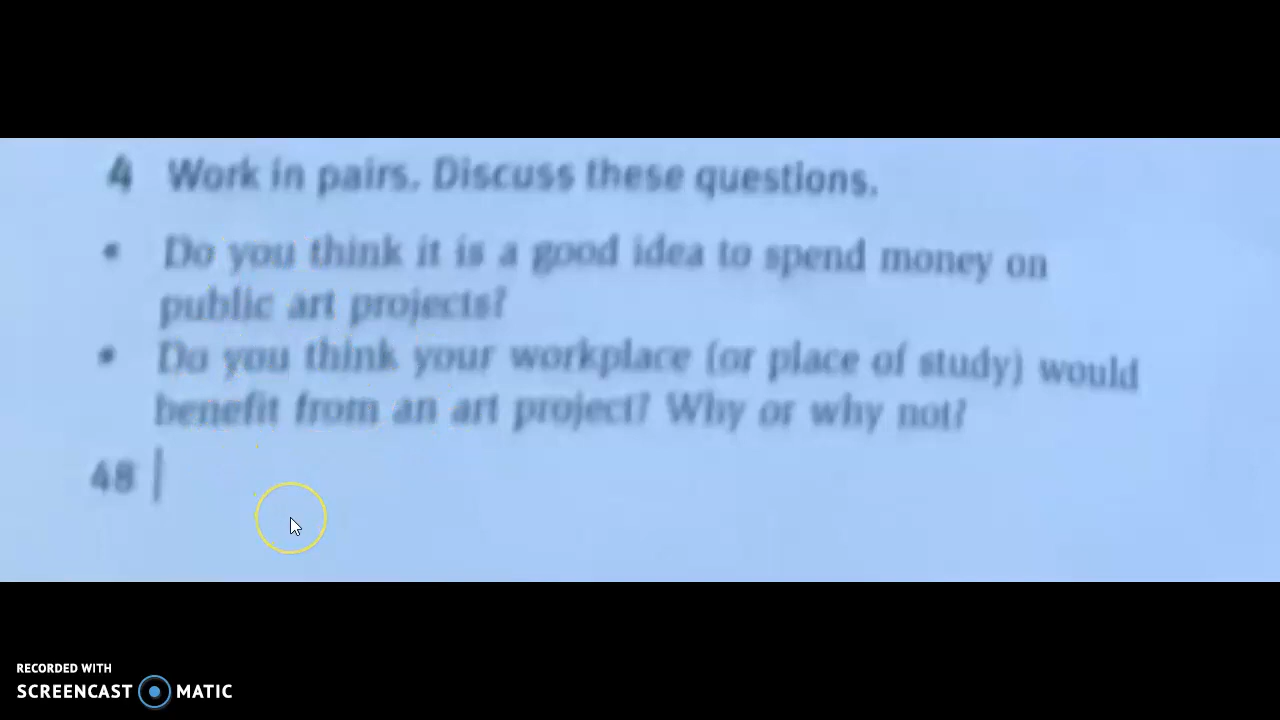 4 Work in pairs. Discuss these questions.
• Do you think it is a good idea to spend money on
public art projects?
• Do you think your workplace (or place of study) would
benefit from an art project? Why or why not?
48
RECORDED WITH
SCREENCAST MATIC